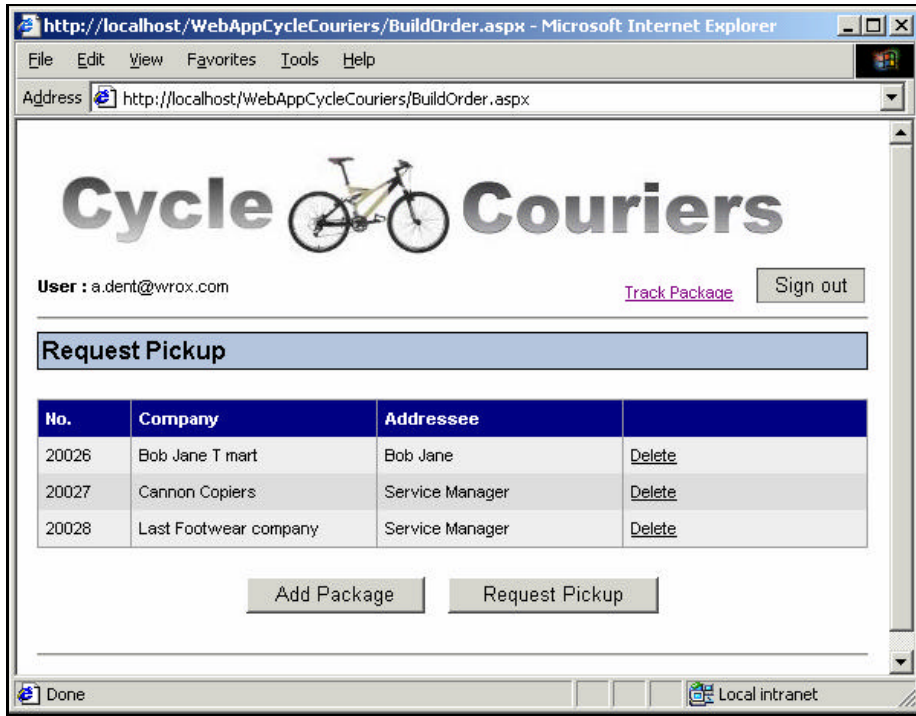 http://localhost/WebAppCycleCouriers/BuildOrder.aspx - Microsoft Internet Explorer
File Edit View Favorites Tools Help
Address http://localhost/WebAppCycleCouriers/BuildOrder.aspx
Cycle Couriers
User : a.dent@wrox.com Track Package Sign out
Request Pickup
No. Company Addressee
20026 Bob Jane T mart Bob Jane Delete
20027 Cannon Copiers Service Manager Delete
20028 Last Footwear company Service Manager Delete
Add Package Request Pickup
Done Local intranet